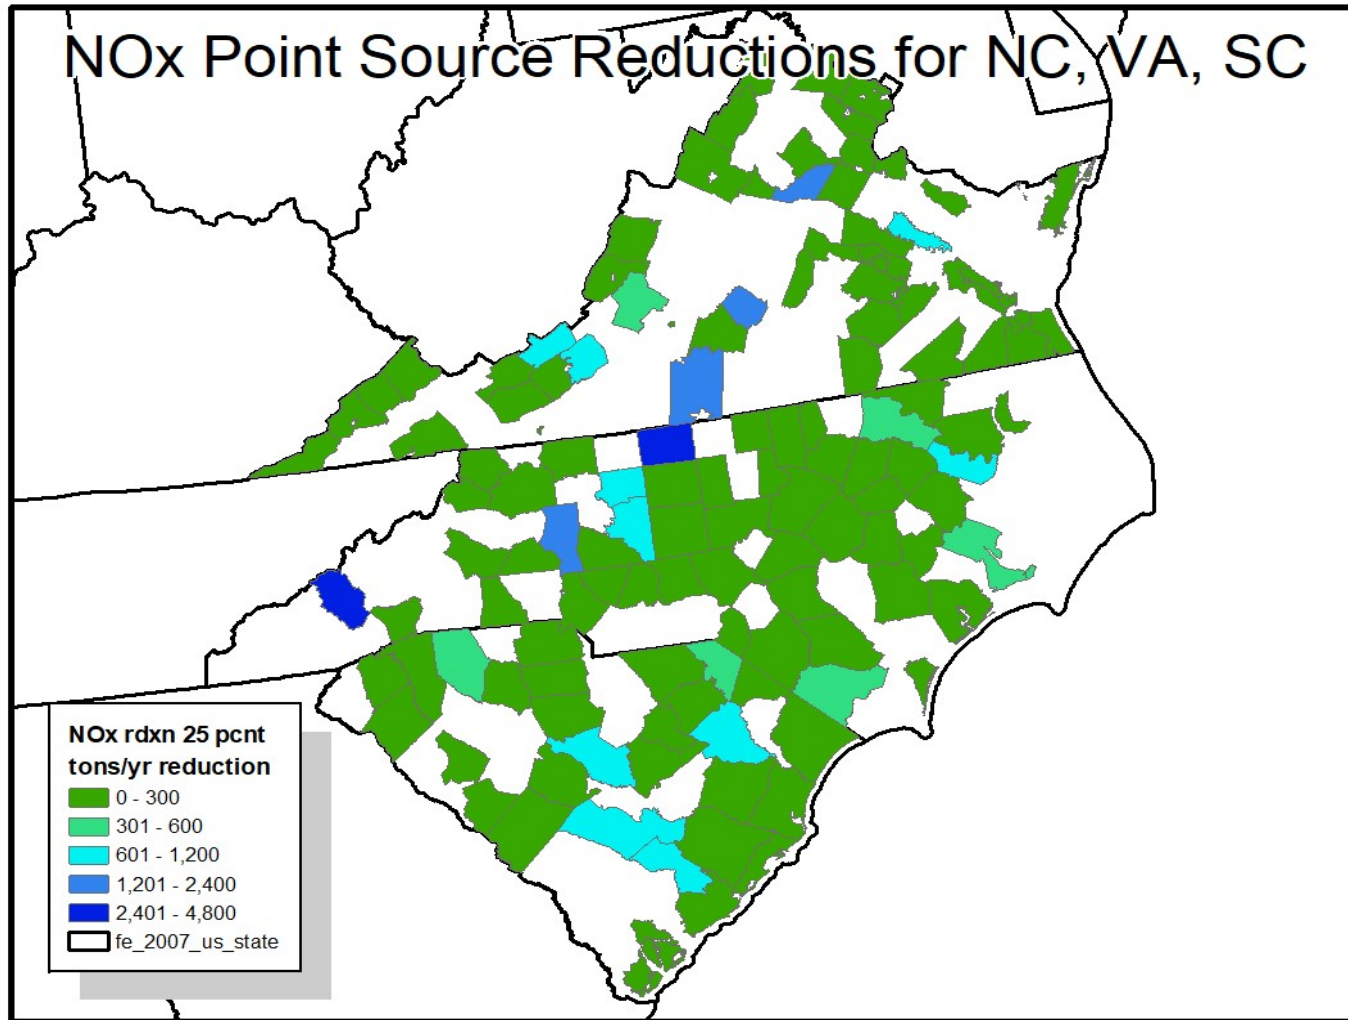 NOx Point Source Reductions for NC, VA, SC
NOx rdxn 25 pcnt
tons/yr reduction
0 - 300
301 - 600
601 - 1,200
1,201 - 2,400
2,401 - 4,800
fe_2007_us_state